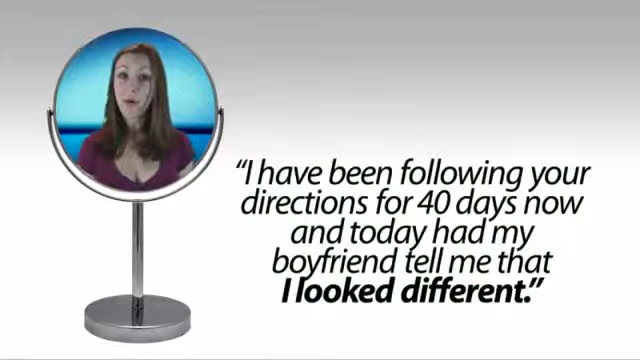 “I have been following your
directions for 40 days now
and today had my
boyfriend tell me that
I looked different.”